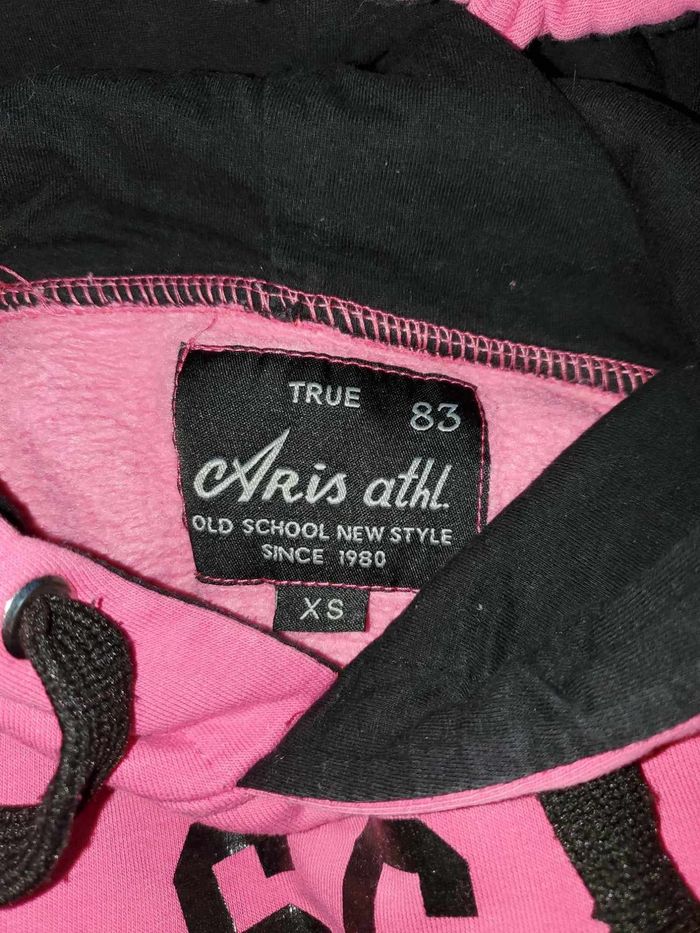 TRUE 83
ARis athl.
OLD SCHOOL NEW STYLE
SINCE 1980
XS